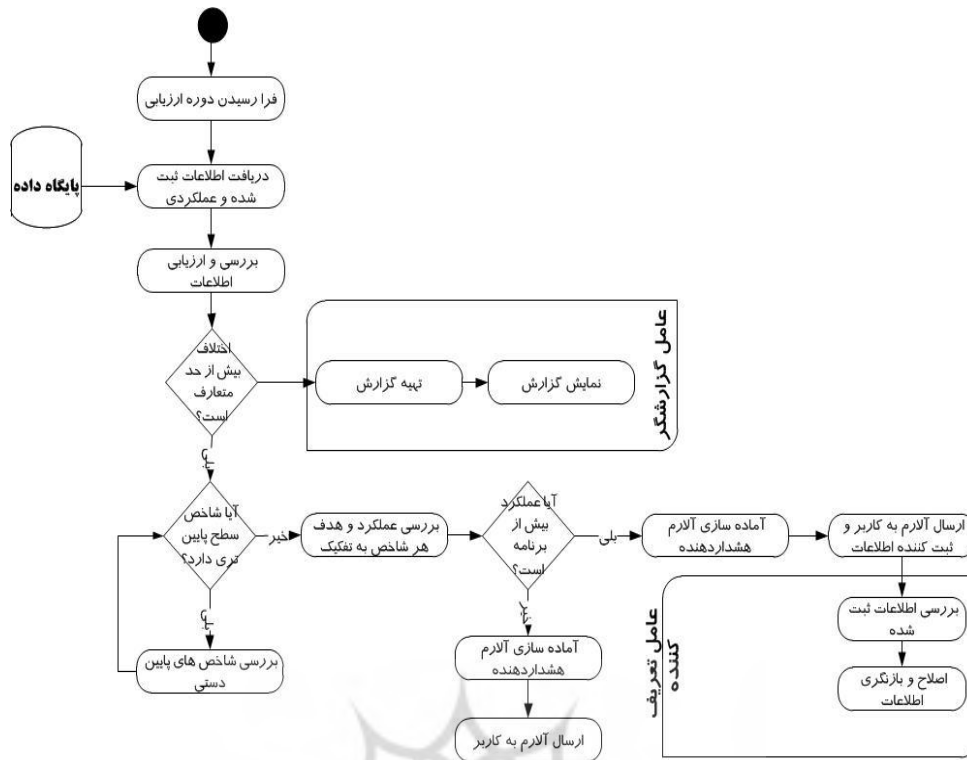 فرا رسیدن دوره ارزیابی
پایگاه داده
دریافت اطلاعات ثبت
شده و عملکردی
بررسی و ارزیابی
اطلاعات
اختلاف
بیش از حد
متعارف
است؟
تهیه گزارش
نمایش گزارش
عامل گزارشگر
بلی
آیا شاخص
سطح پایین
تری دارد؟
خیر
بررسی عملکرد و هدف
هر شاخص به تفکیک
آیا عملکرد
بیش از
برنامه
است؟
بلی
آماده سازی آلارم
هشداردهنده
ارسال آلارم به کاربر و
ثبت کننده اطلاعات
بلی
بررسی شاخص های پایین
دستی
خیر
آماده سازی آلارم
هشداردهنده
ارسال آلارم به کاربر
عامل تعریف
کننده
بررسی اطلاعات ثبت
شده
اصلاح و بازنگری
اطلاعات